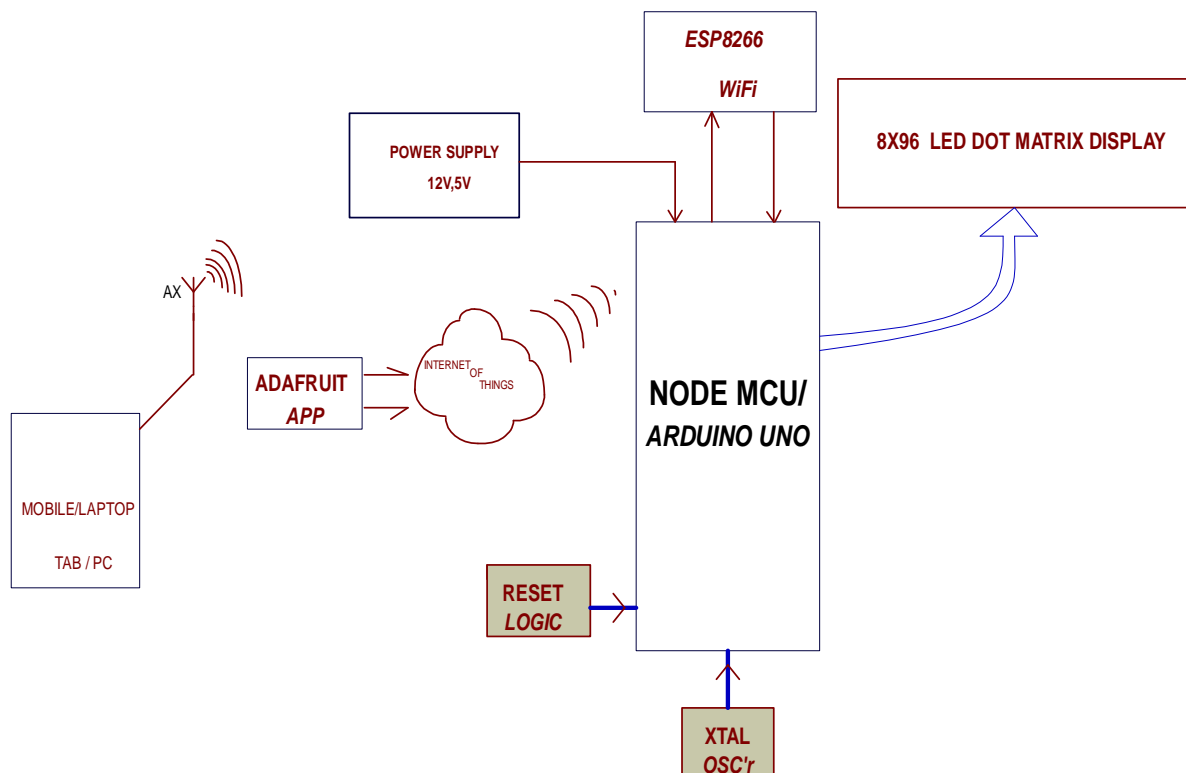 ESP8266
WiFi
POWER SUPPLY
12V,5V
8X96 LED DOT MATRIX DISPLAY
AX
INTERNET
OF
THINGS
ADAFRUIT
APP
NODE MCU/
ARDUINO UNO
MOBILE/LAPTOP
TAB / PC
RESET
LOGIC
XTAL
OSC'r